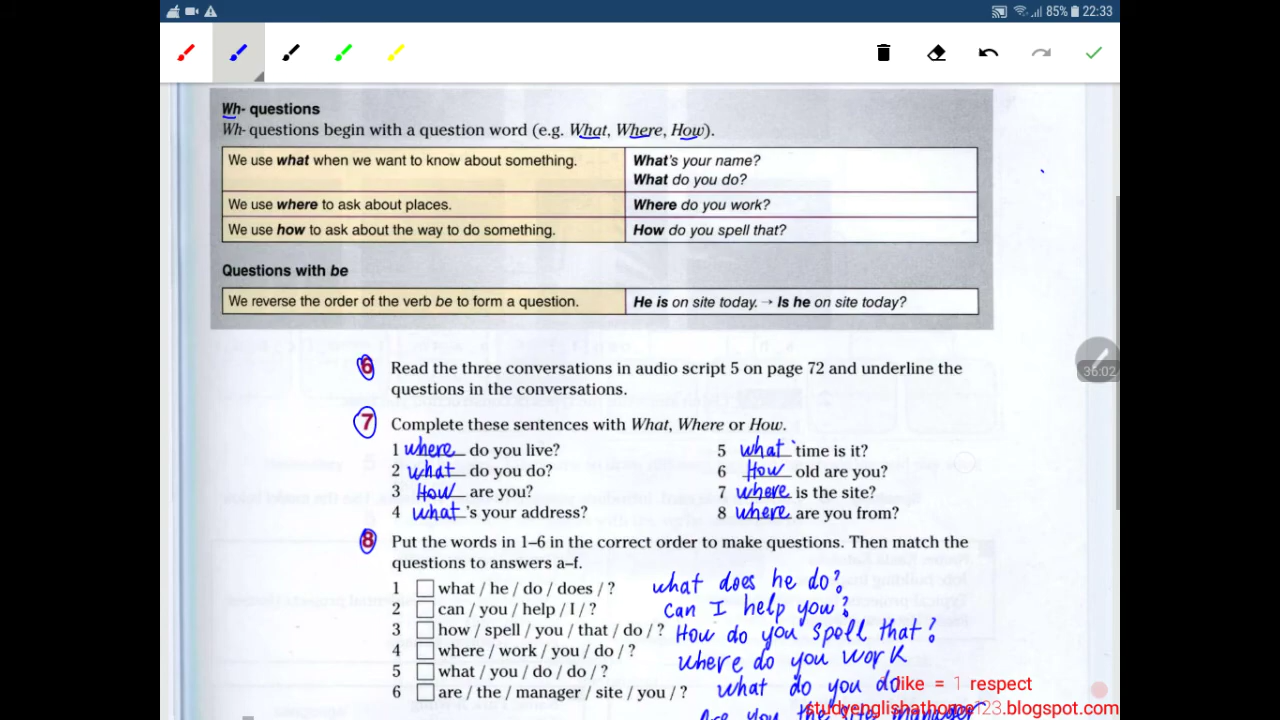 85% 22:33
Wh- questions
Wh- questions begin with a question word (e.g. What, Where, How).
We use what when we want to know about something. What's your name?
What do you do?
We use where to ask about places. Where do you work?
We use how to ask about the way to do something. How do you spell that?
Questions with be
We reverse the order of the verb be to form a question. He is on site today. → Is he on site today?
6 Read the three conversations in audio script 5 on page 72 and underline the
questions in the conversations.
36:02
7 Complete these sentences with What, Where or How.
1 where do you live? 5 what time is it?
2 what do you do? 6 How old are you?
3 How are you? 7 where is the site?
4 what 's your address? 8 where are you from?
8 Put the words in 1–6 in the correct order to make questions. Then match the
questions to answers a–f.
1 what / he / do / does / ? what does he do?
2 can / you / help / I / ? can I help you?
3 how / spell / you / that / do / ? How do you spell that?
4 where / work / you / do / ? where do you work
5 what / you / do / do / ? what do you do
like = 1 respect
6 are / the / manager / site / you / ? Are you the site manager
studyenglishathome123.blogspot.com